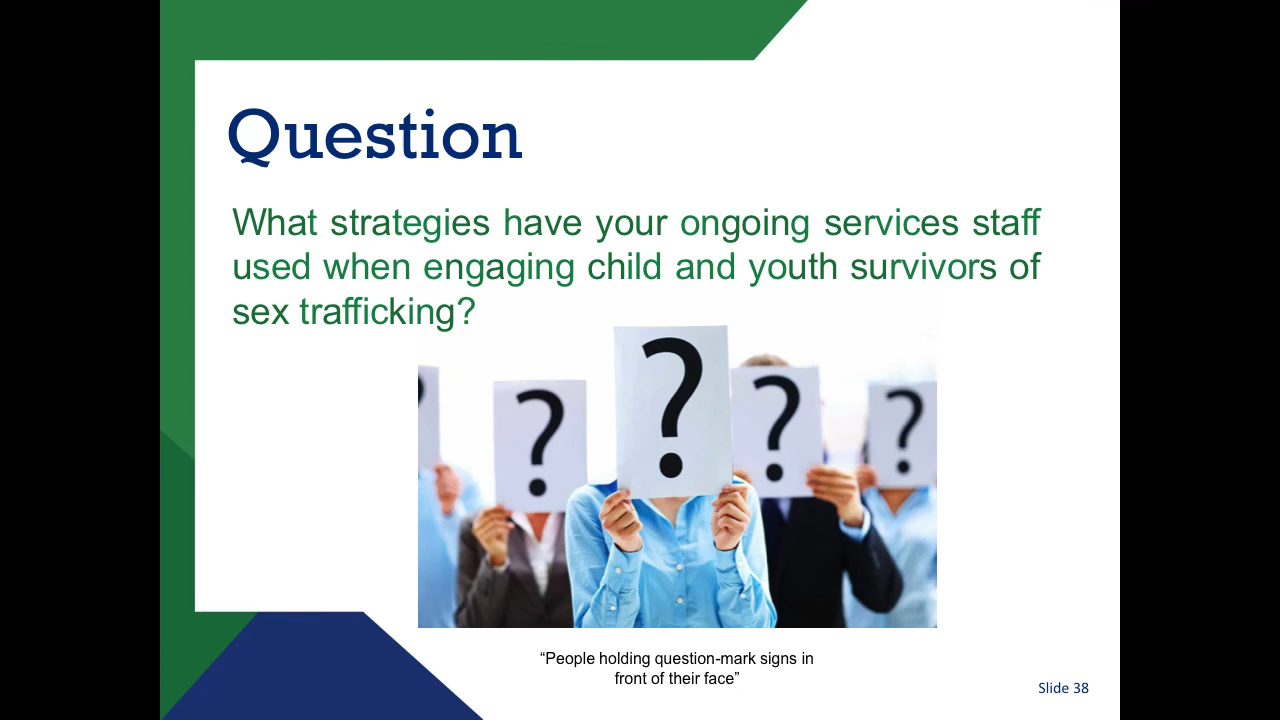 Question
What strategies have your ongoing services staff
used when engaging child and youth survivors of
sex trafficking?
?
?
?
?
?
“People holding question-mark signs in
front of their face”
Slide 38